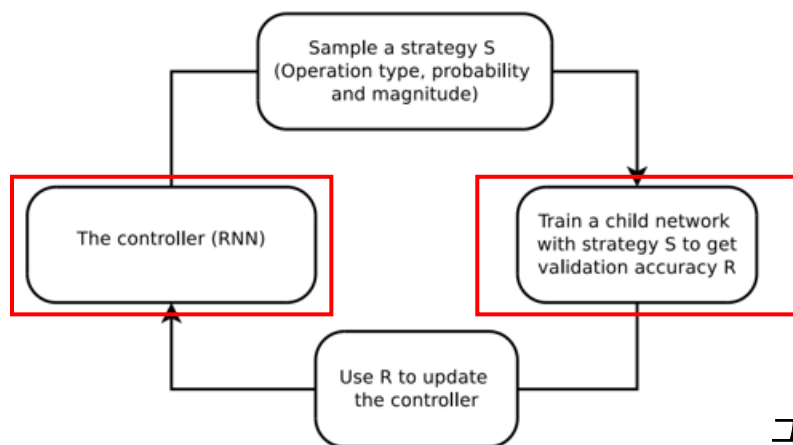 Sample a strategy S
(Operation type, probability
and magnitude)
The controller (RNN)
Train a child network
with strategy S to get
validation accuracy R
Use R to update
the controller